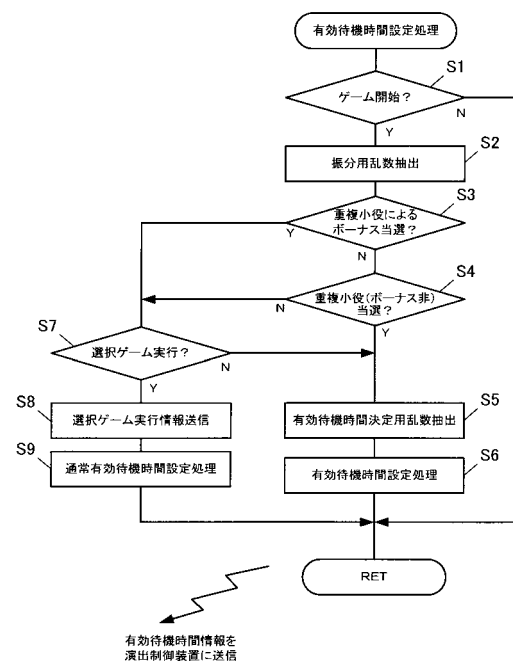 有効待機時間設定処理
S1
ゲーム開始？
N
Y
S2
振分用乱数抽出
S3
重複小役による
ボーナス当選？
Y
N
S4
重複小役(ボーナス非)
当選？
N
Y
S7
選択ゲーム実行？
N
Y
S8
選択ゲーム実行情報送信
S5
有効待機時間決定用乱数抽出
S9
通常有効待機時間設定処理
S6
有効待機時間設定処理
RET
有効待機時間情報を
演出制御装置に送信